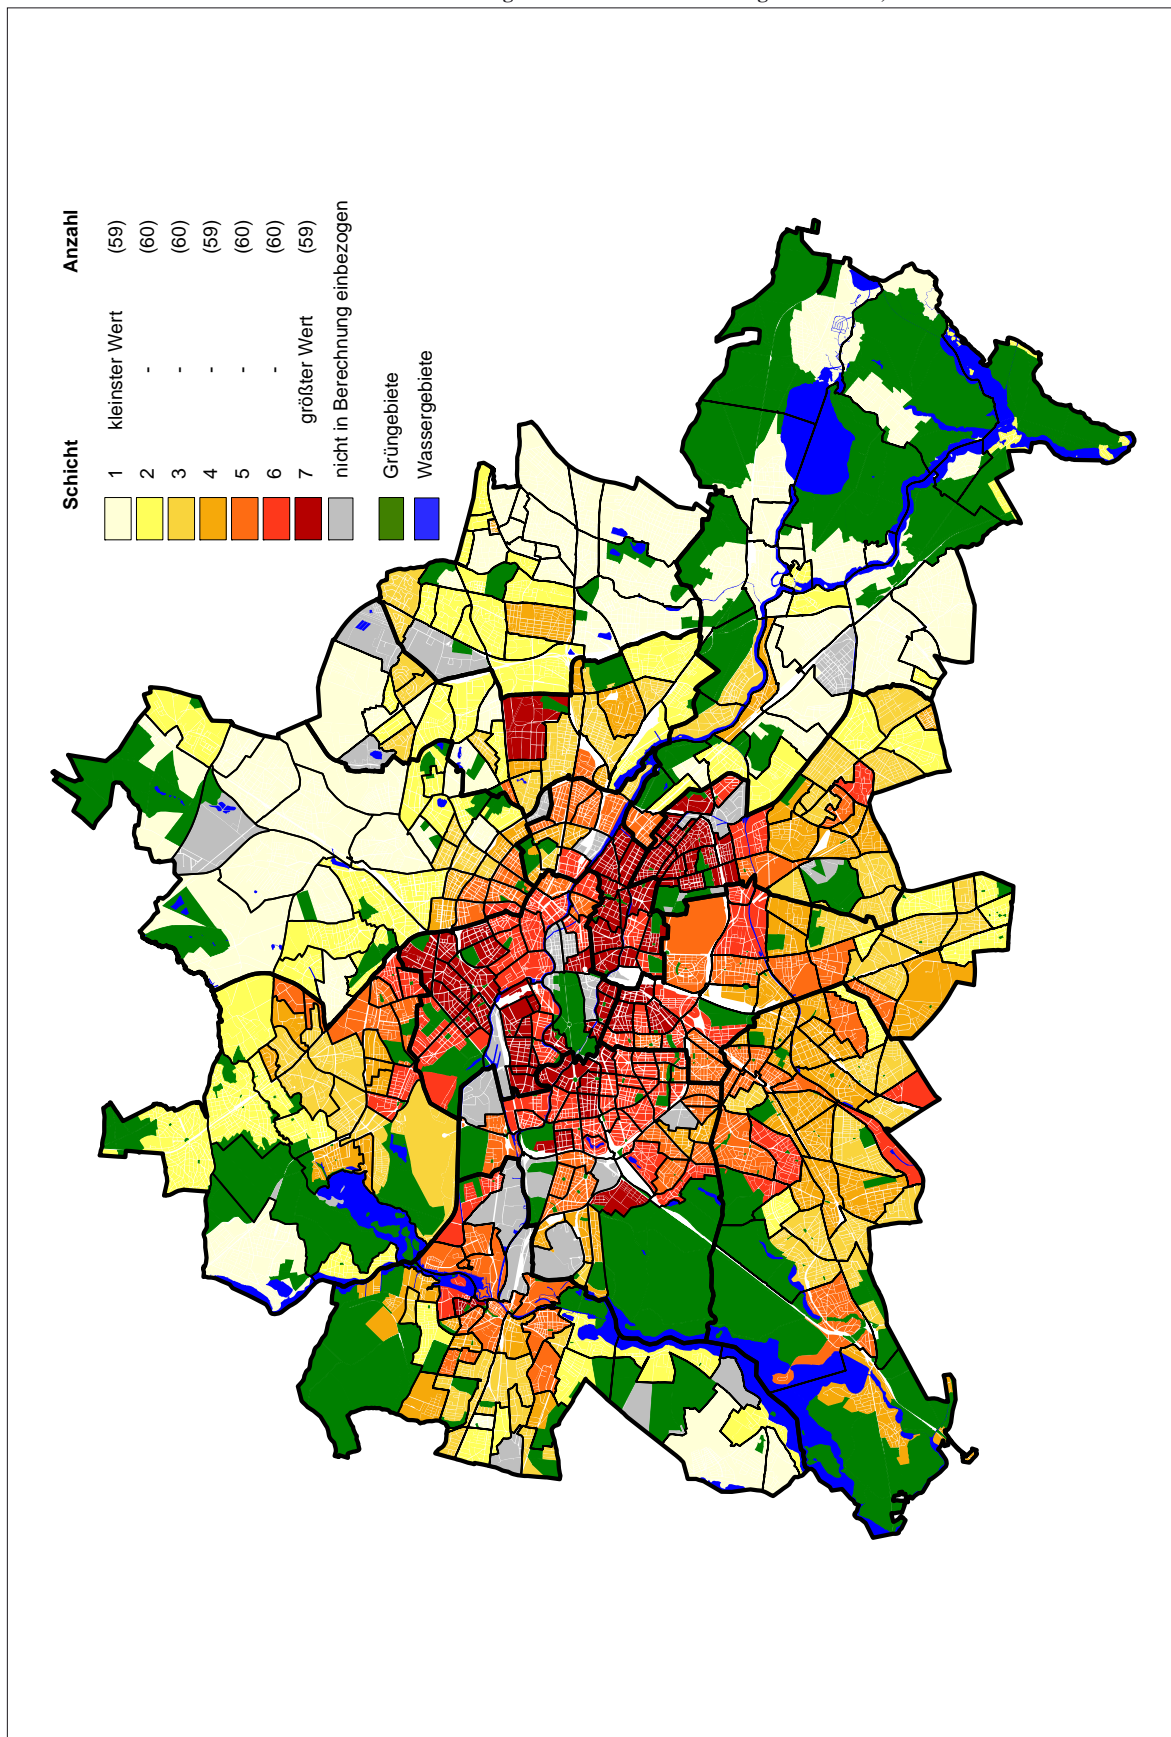 Schicht Anzahl
1 kleinster Wert (59)
2 - (60)
3 - (60)
4 - (59)
5 - (60)
6 - (60)
7 größter Wert (59)
nicht in Berechnung einbezogen
Grüngebiete
Wassergebiete